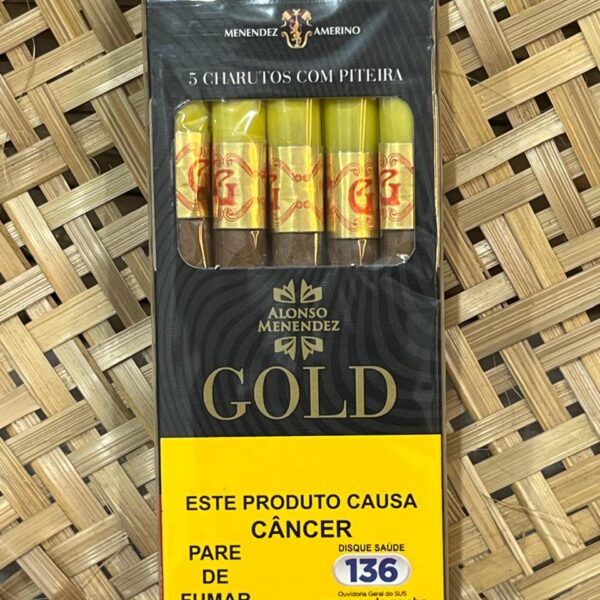 MENENDEZ AMERINO
5 CHARUTOS COM PITEIRA
G G G G
ALONSO
MENENDEZ
GOLD
ESTE PRODUTO CAUSA
CÂNCER
PARE
DE
FUMAR
DISQUE SAÚDE
136
Ouvidoria Geral do SUS